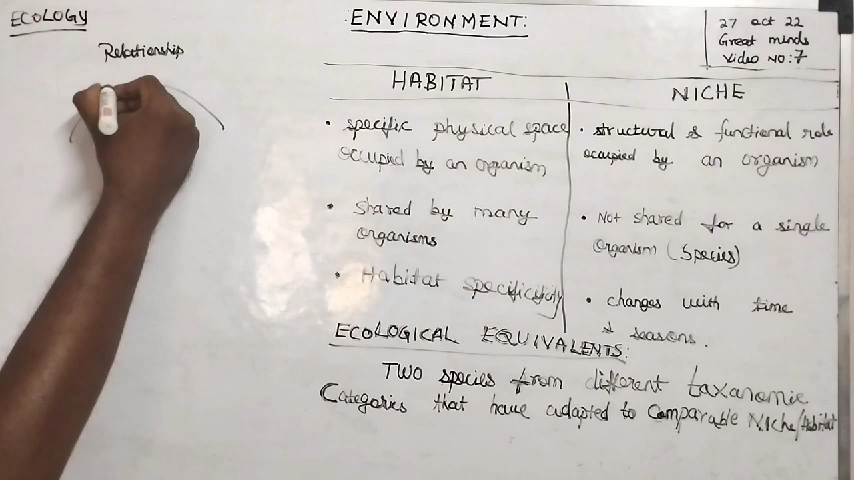 ECOLOGY
Relationship
ENVIRONMENT:
27 oct 22
Great minds
Video NO:7
HABITAT
• specific physical space
occupied by an organism
• Shared by many
organisms
• Habitat specificity
NICHE
• structural & functional role
occupied by an organism
• Not shared for a single
Organism (Species)
• changes with time
& seasons.
ECOLOGICAL EQUIVALENTS:
TWO species from different taxanomic
Categories that have adapted to Comparable Niche/Habitat